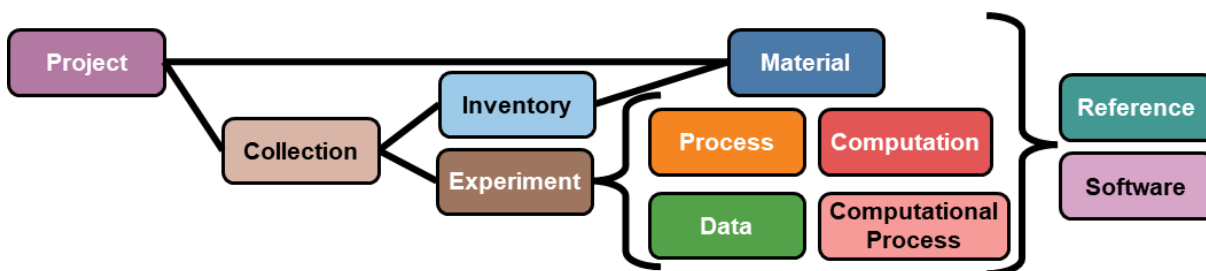 Project
Collection
Inventory
Experiment
Material
Process
Computation
Data
Computational
Process
Reference
Software